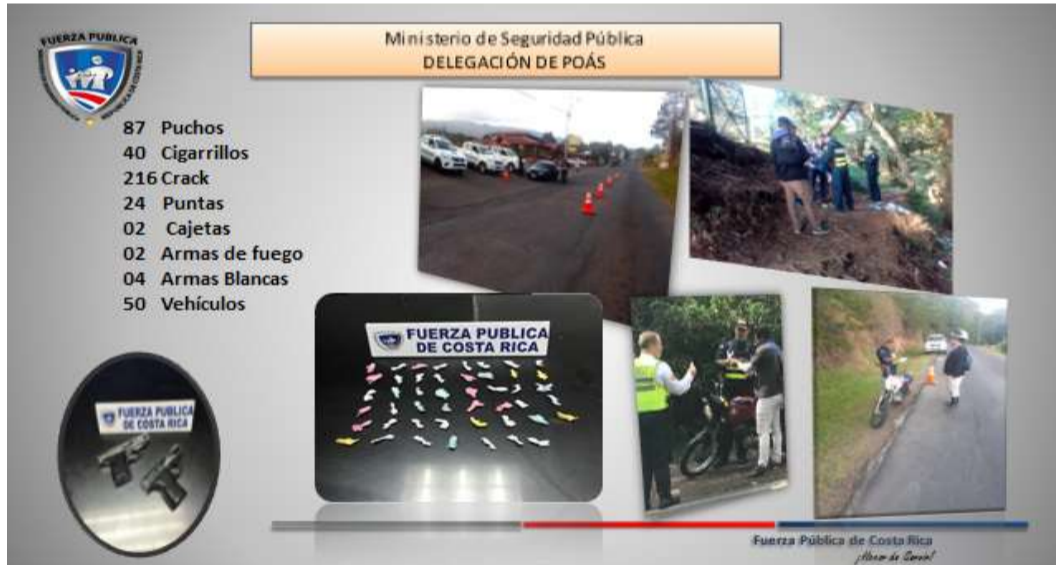 FUERZA PUBLICA
Ministerio de Seguridad Pública
DELEGACIÓN DE POÁS
87 Puchos
40 Cigarrillos
216 Crack
24 Puntas
02 Cajetas
02 Armas de fuego
04 Armas Blancas
50 Vehículos
FUERZA PUBLICA
DE COSTA RICA
FUERZA PUBLICA
DE COSTA RICA
Fuerza Pública de Costa Rica